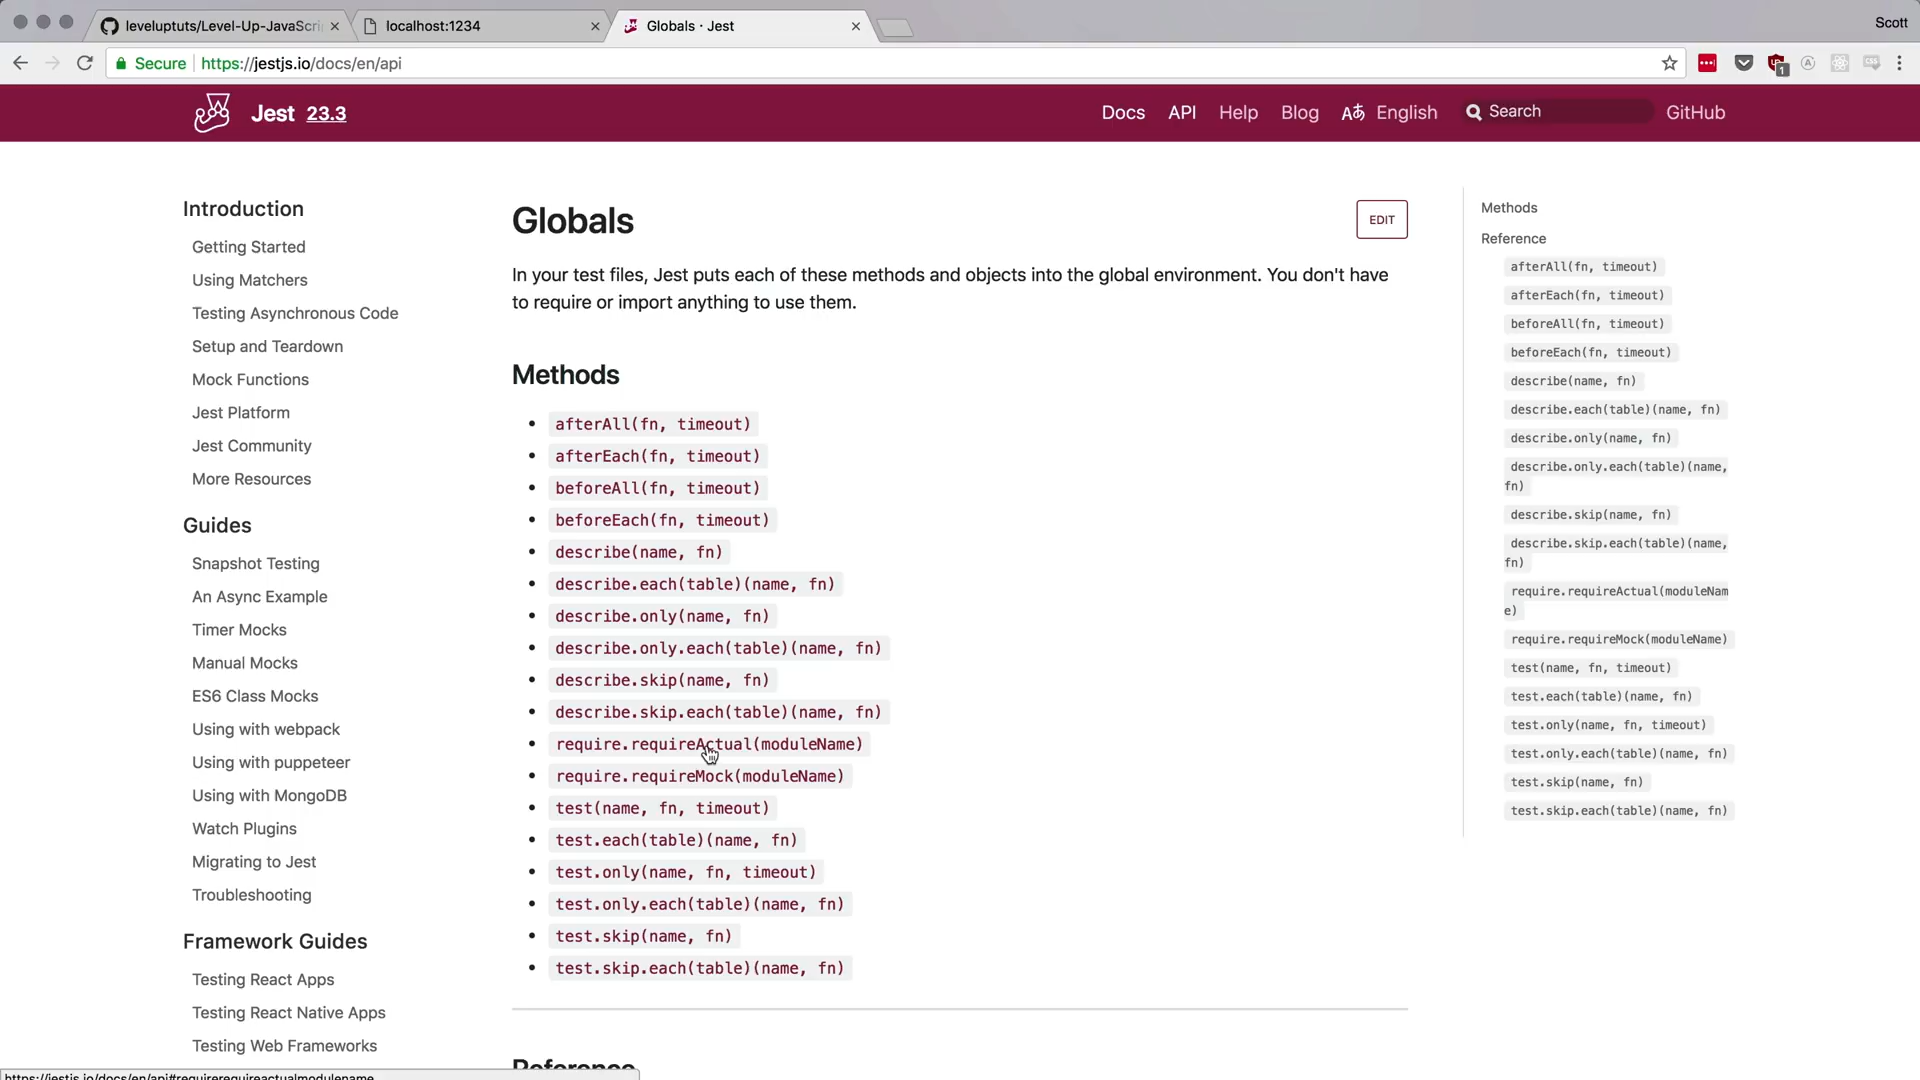 leveluptuts/Level-Up-JavaScri
localhost:1234
Globals · Jest
Scott
Secure
https://jestjs.io/docs/en/api
1
Jest 23.3
Docs
API
Help
Blog
English
Search
GitHub
Introduction
Getting Started
Using Matchers
Testing Asynchronous Code
Setup and Teardown
Mock Functions
Jest Platform
Jest Community
More Resources
Guides
Snapshot Testing
An Async Example
Timer Mocks
Manual Mocks
ES6 Class Mocks
Using with webpack
Using with puppeteer
Using with MongoDB
Watch Plugins
Migrating to Jest
Troubleshooting
Framework Guides
Testing React Apps
Testing React Native Apps
Testing Web Frameworks
Globals
EDIT
In your test files, Jest puts each of these methods and objects into the global environment. You don't have
to require or import anything to use them.
Methods
afterAll(fn, timeout)
afterEach(fn, timeout)
beforeAll(fn, timeout)
beforeEach(fn, timeout)
describe(name, fn)
describe.each(table)(name, fn)
describe.only(name, fn)
describe.only.each(table)(name, fn)
describe.skip(name, fn)
describe.skip.each(table)(name, fn)
require.requireActual(moduleName)
require.requireMock(moduleName)
test(name, fn, timeout)
test.each(table)(name, fn)
test.only(name, fn, timeout)
test.only.each(table)(name, fn)
test.skip(name, fn)
test.skip.each(table)(name, fn)
Reference
Methods
Reference
afterAll(fn, timeout)
afterEach(fn, timeout)
beforeAll(fn, timeout)
beforeEach(fn, timeout)
describe(name, fn)
describe.each(table)(name, fn)
describe.only(name, fn)
describe.only.each(table)(name,
fn)
describe.skip(name, fn)
describe.skip.each(table)(name,
fn)
require.requireActual(moduleNam
e)
require.requireMock(moduleName)
test(name, fn, timeout)
test.each(table)(name, fn)
test.only(name, fn, timeout)
test.only.each(table)(name, fn)
test.skip(name, fn)
test.skip.each(table)(name, fn)
https://jestjs.io/docs/en/api#requirerequireactualmodulename